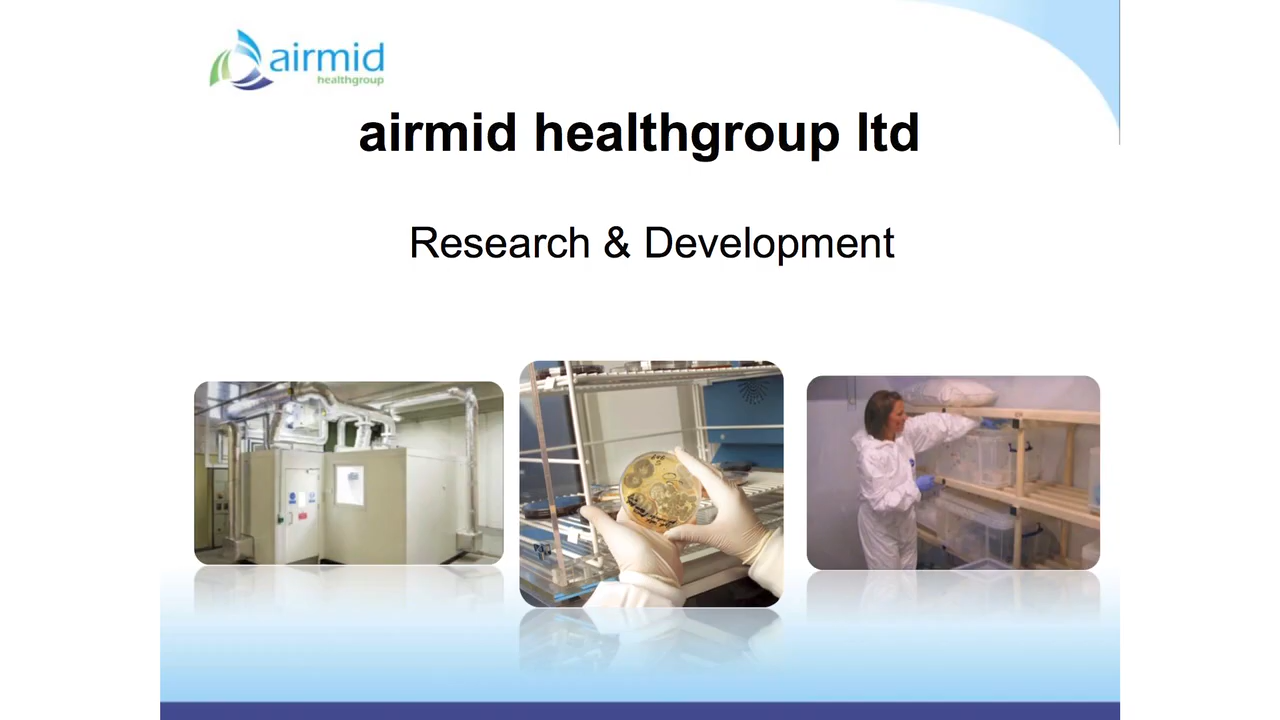 airmid
healthgroup
airmid healthgroup ltd
Research & Development